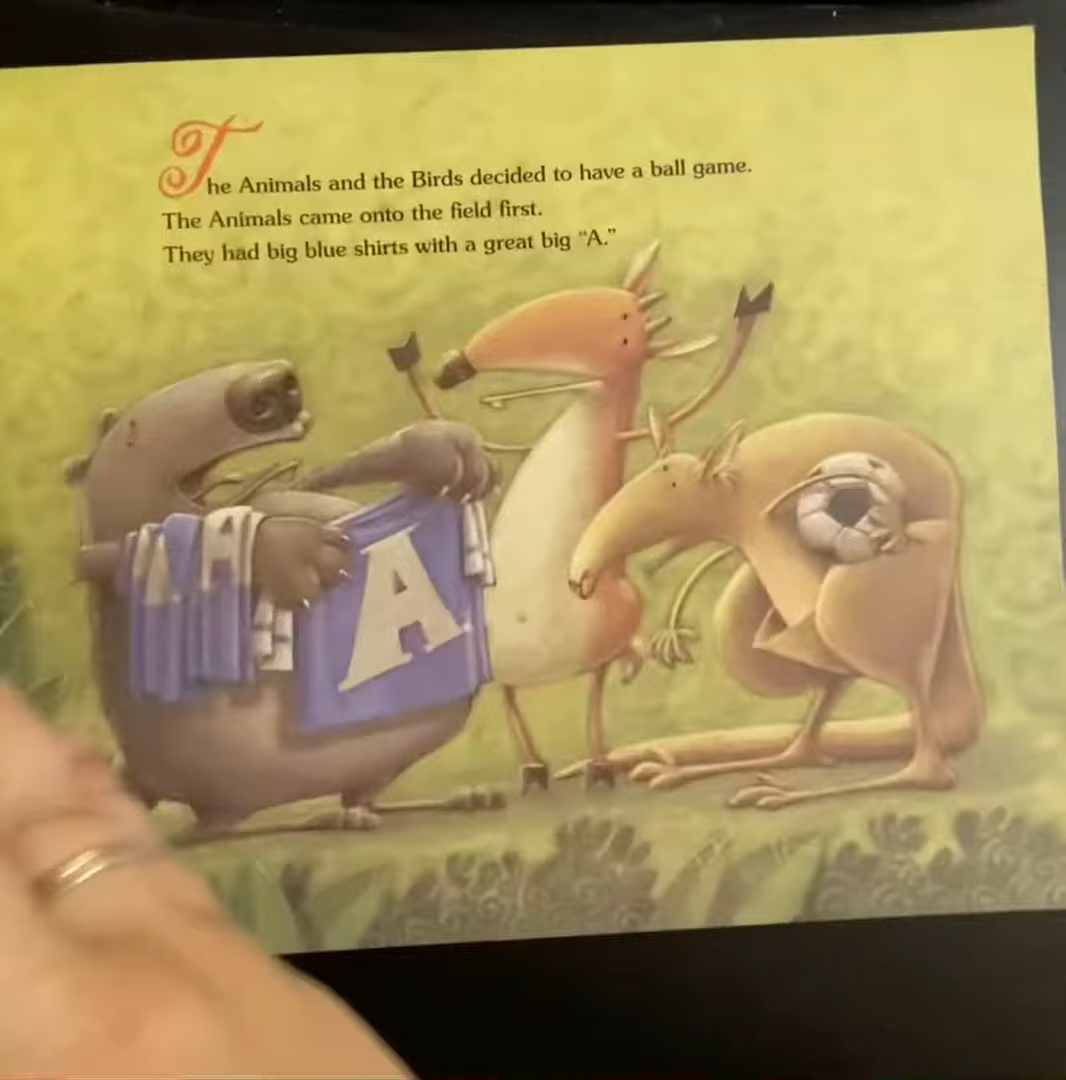 The Animals and the Birds decided to have a ball game.
The Animals came onto the field first.
They had big blue shirts with a great big “A.”
A
A
A